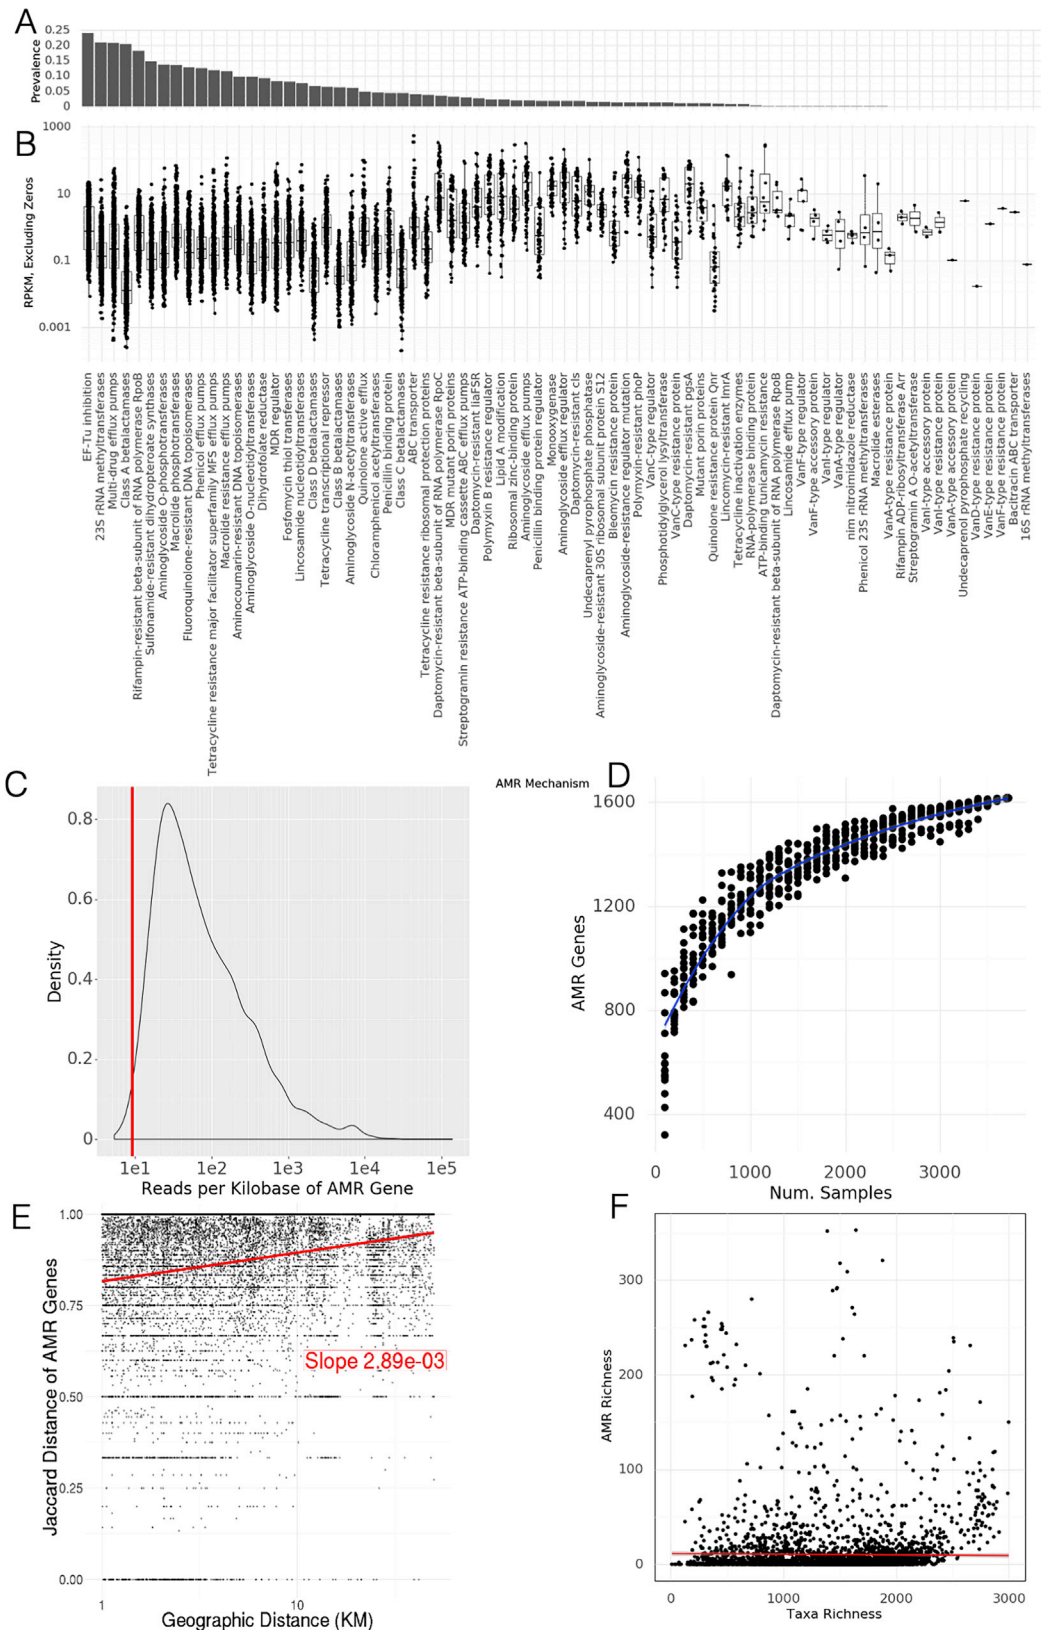 A
Prevalence
0.25
0.20
0.15
0.10
0.05
0
B
RPKM, Excluding Zeros
1000
10
0.1
0.001
EF-Tu inhibition
23S rRNA methyltransferases
Multi-drug efflux pumps
Class A betalactamases
Rifampin-resistant beta-subunit of RNA polymerase RpoB
Sulfonamide-resistant dihydropteroate synthases
Aminoglycoside O-phosphotransferases
Macrolide phosphotransferases
Fluoroquinolone-resistant DNA topoisomerases
Phenicol efflux pumps
Tetracycline resistance major facilitator superfamily MFS efflux pumps
Macrolide resistance efflux pumps
Aminocoumarin-resistant DNA topoisomerases
Aminoglycoside O-nucleotidyltransferases
Dihydrofolate reductase
MDR regulator
Fosfomycin thiol transferases
Lincosamide nucleotidyltransferases
Class D betalactamases
Tetracycline transcriptional repressor
Class B betalactamases
Aminoglycoside N-acetyltransferases
Quinolone active efflux
Chloramphenicol acetyltransferases
Penicillin binding protein
Class C betalactamases
ABC transporter
Tetracycline resistance ribosomal protection proteins
Daptomycin-resistant beta-subunit of RNA polymerase RpoC
MDR mutant porin proteins
Streptogramin resistance ATP-binding cassette ABC efflux pumps
Daptomycin-resistant liaFSR
Polymyxin B resistance regulator
Lipid A modification
Ribosomal zinc-binding protein
Aminoglycoside efflux pumps
Penicillin binding protein regulator
Monooxygenase
Aminoglycoside efflux regulator
Daptomycin-resistant cls
Undecaprenyl pyrophosphate phosphatase
Aminoglycoside-resistant 30S ribosomal subunit protein S12
Bleomycin resistance protein
Aminoglycoside-resistance regulator mutation
Polymyxin-resistant phoP
VanC-type regulator
Phosphotidylglycerol lysyltransferase
VanC-type resistance protein
Daptomycin-resistant pgsA
Mutant porin proteins
Quinolone resistance protein Qnr
Lincomycin-resistant lmrA
Tetracycline inactivation enzymes
RNA-polymerase binding protein
ATP-binding tunicamycin resistance
Daptomycin-resistant beta-subunit of RNA polymerase RpoB
Lincosamide efflux pump
VanF-type regulator
VanF-type accessory protein
VanI-type regulator
VanA-type regulator
nim nitroimidazole reductase
Phenicol 23S rRNA methyltransferases
Macrolide esterases
VanA-type resistance protein
Rifampin ADP-ribosyltransferase Arr
Streptogramin A O-acetyltransferase
VanI-type accessory protein
VanI-type resistance protein
VanA-type accessory protein
Undecaprenol pyrophosphate recycling
VanD-type resistance protein
VanE-type resistance protein
VanF-type resistance protein
Bacitracin ABC transporter
16S rRNA methyltransferases
AMR Mechanism
C
Density
0.8
0.6
0.4
0.2
0
1e1 1e2 1e3 1e4 1e5
Reads per Kilobase of AMR Gene
D
AMR Genes
1600
1200
800
400
0 1000 2000 3000
Num. Samples
E
Jaccard Distance of AMR Genes
1.00
0.75
0.50
0.25
0.00
Slope 2.89e-03
1 10
Geographic Distance (KM)
F
AMR Richness
300
200
100
0
0 1000 2000 3000
Taxa Richness